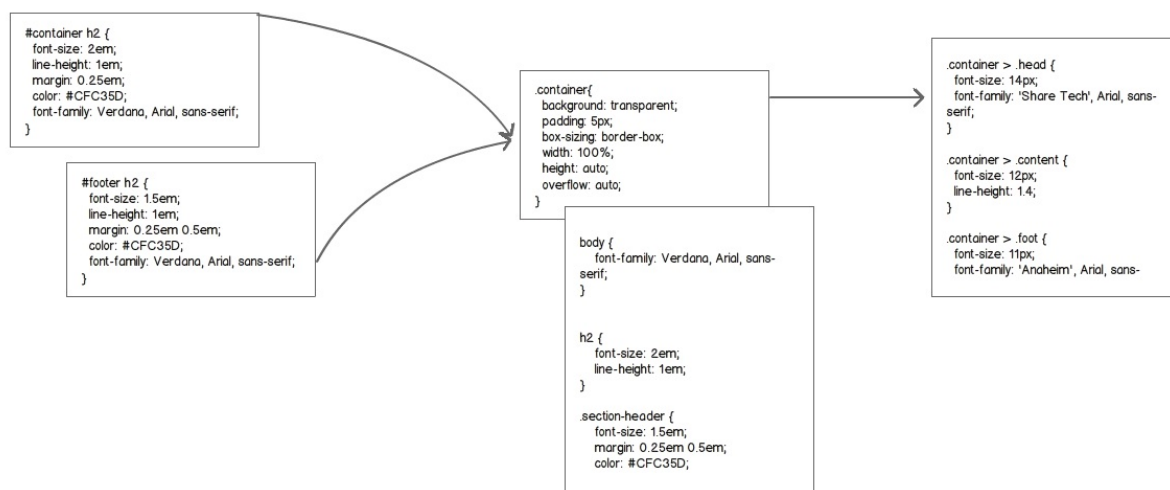 #container h2 {
font-size: 2em;
line-height: 1em;
margin: 0.25em;
color: #CFC35D;
font-family: Verdana, Arial, sans-serif;
}
#footer h2 {
font-size: 1.5em;
line-height: 1em;
margin: 0.25em 0.5em;
color: #CFC35D;
font-family: Verdana, Arial, sans-serif;
}
.container{
background: transparent;
padding: 5px;
box-sizing: border-box;
width: 100%;
height: auto;
overflow: auto;
}
body {
font-family: Verdana, Arial, sans-
serif;
}
h2 {
font-size: 2em;
line-height: 1em;
}
.section-header {
font-size: 1.5em;
margin: 0.25em 0.5em;
color: #CFC35D;
.container > .head {
font-size: 14px;
font-family: 'Share Tech', Arial, sans-
serif;
}
.container > .content {
font-size: 12px;
line-height: 1.4;
}
.container > .foot {
font-size: 11px;
font-family: 'Anaheim', Arial, sans-